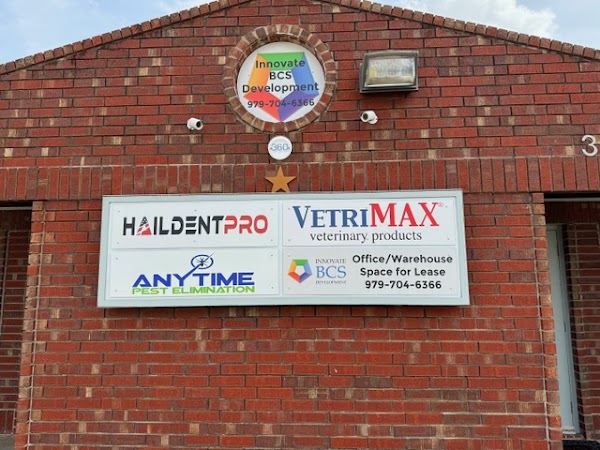 Innovate
BCS
Development
979-704-6366
360
3
HAILDENTPRO
VETRIMAX®
veterinary products
ANYTIME
PEST ELIMINATION
INNOVATE
BCS
DEVELOPMENT
Office/Warehouse
Space for Lease
979-704-6366